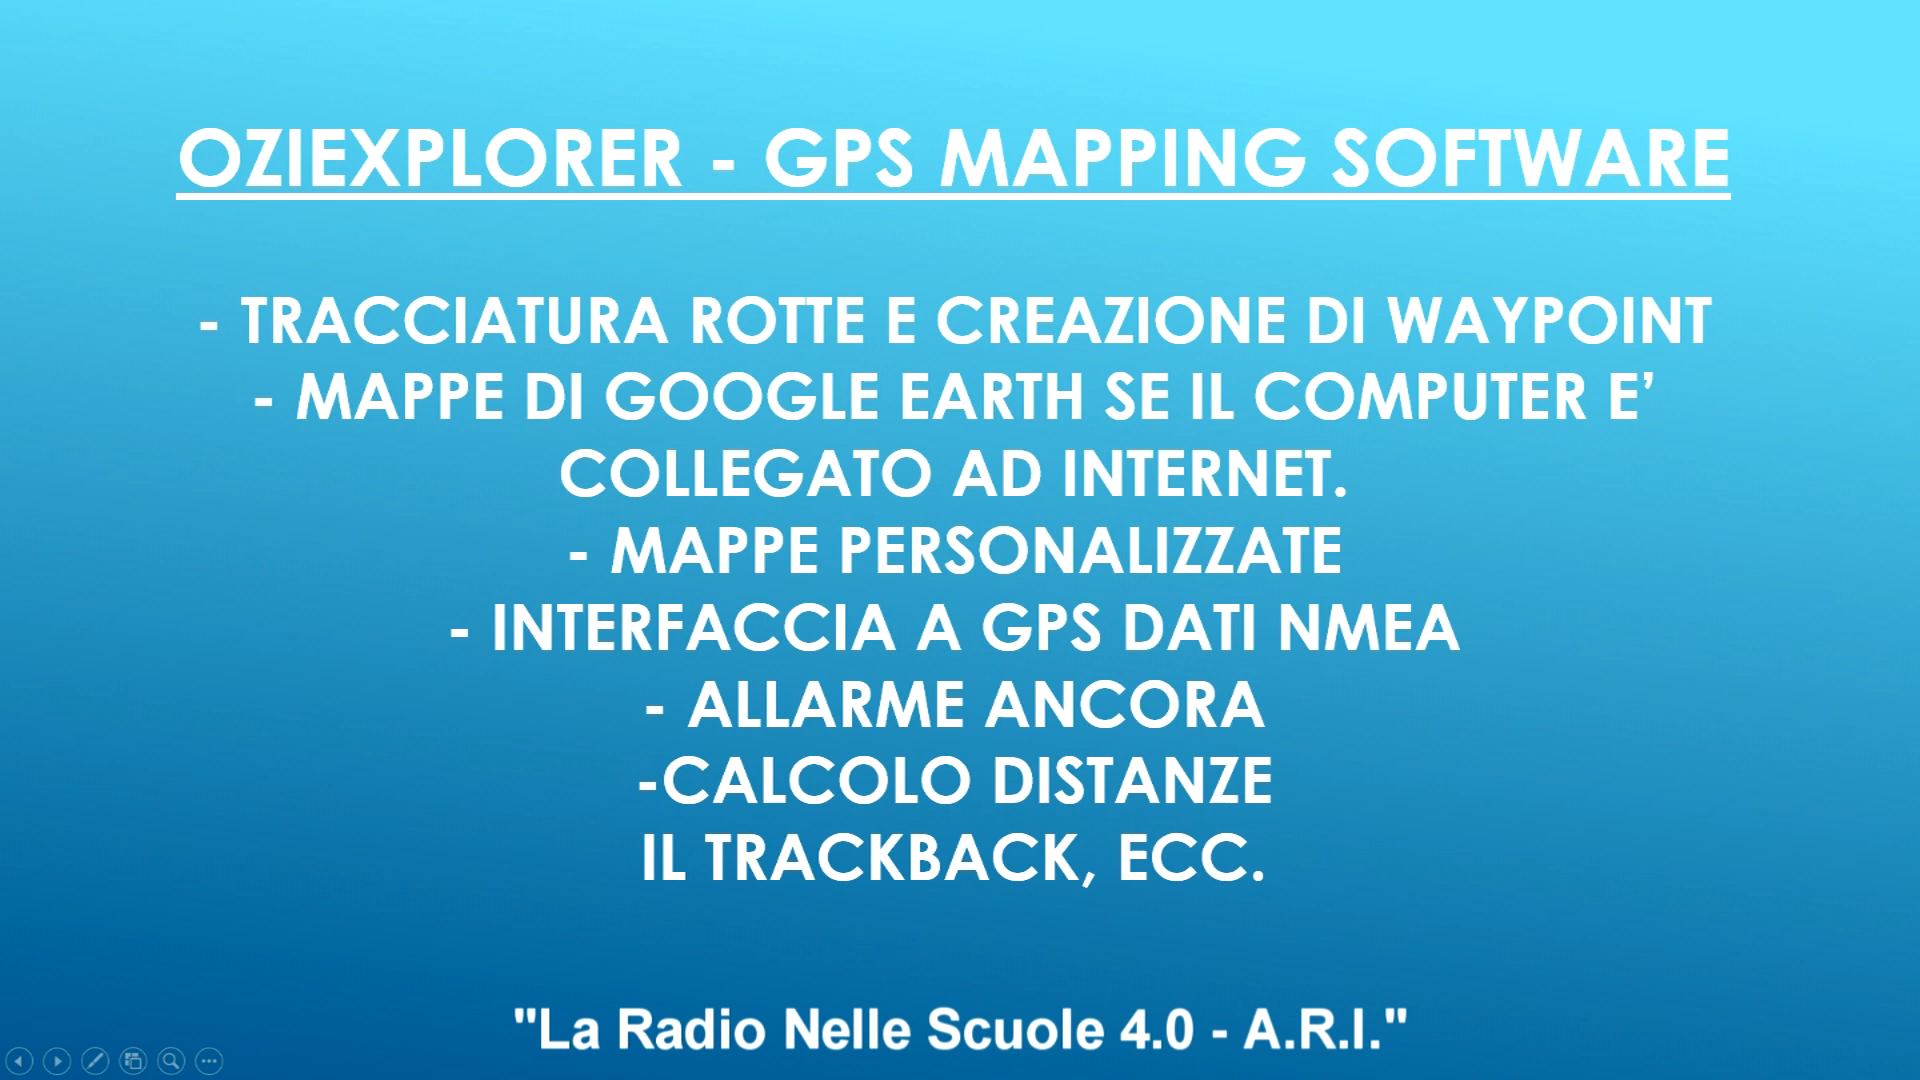 OZIEXPLORER - GPS MAPPING SOFTWARE
- TRACCIATURA ROTTE E CREAZIONE DI WAYPOINT
- MAPPE DI GOOGLE EARTH SE IL COMPUTER E’
COLLEGATO AD INTERNET.
- MAPPE PERSONALIZZATE
- INTERFACCIA A GPS DATI NMEA
- ALLARME ANCORA
-CALCOLO DISTANZE
IL TRACKBACK, ECC.
"La Radio Nelle Scuole 4.0 - A.R.I."